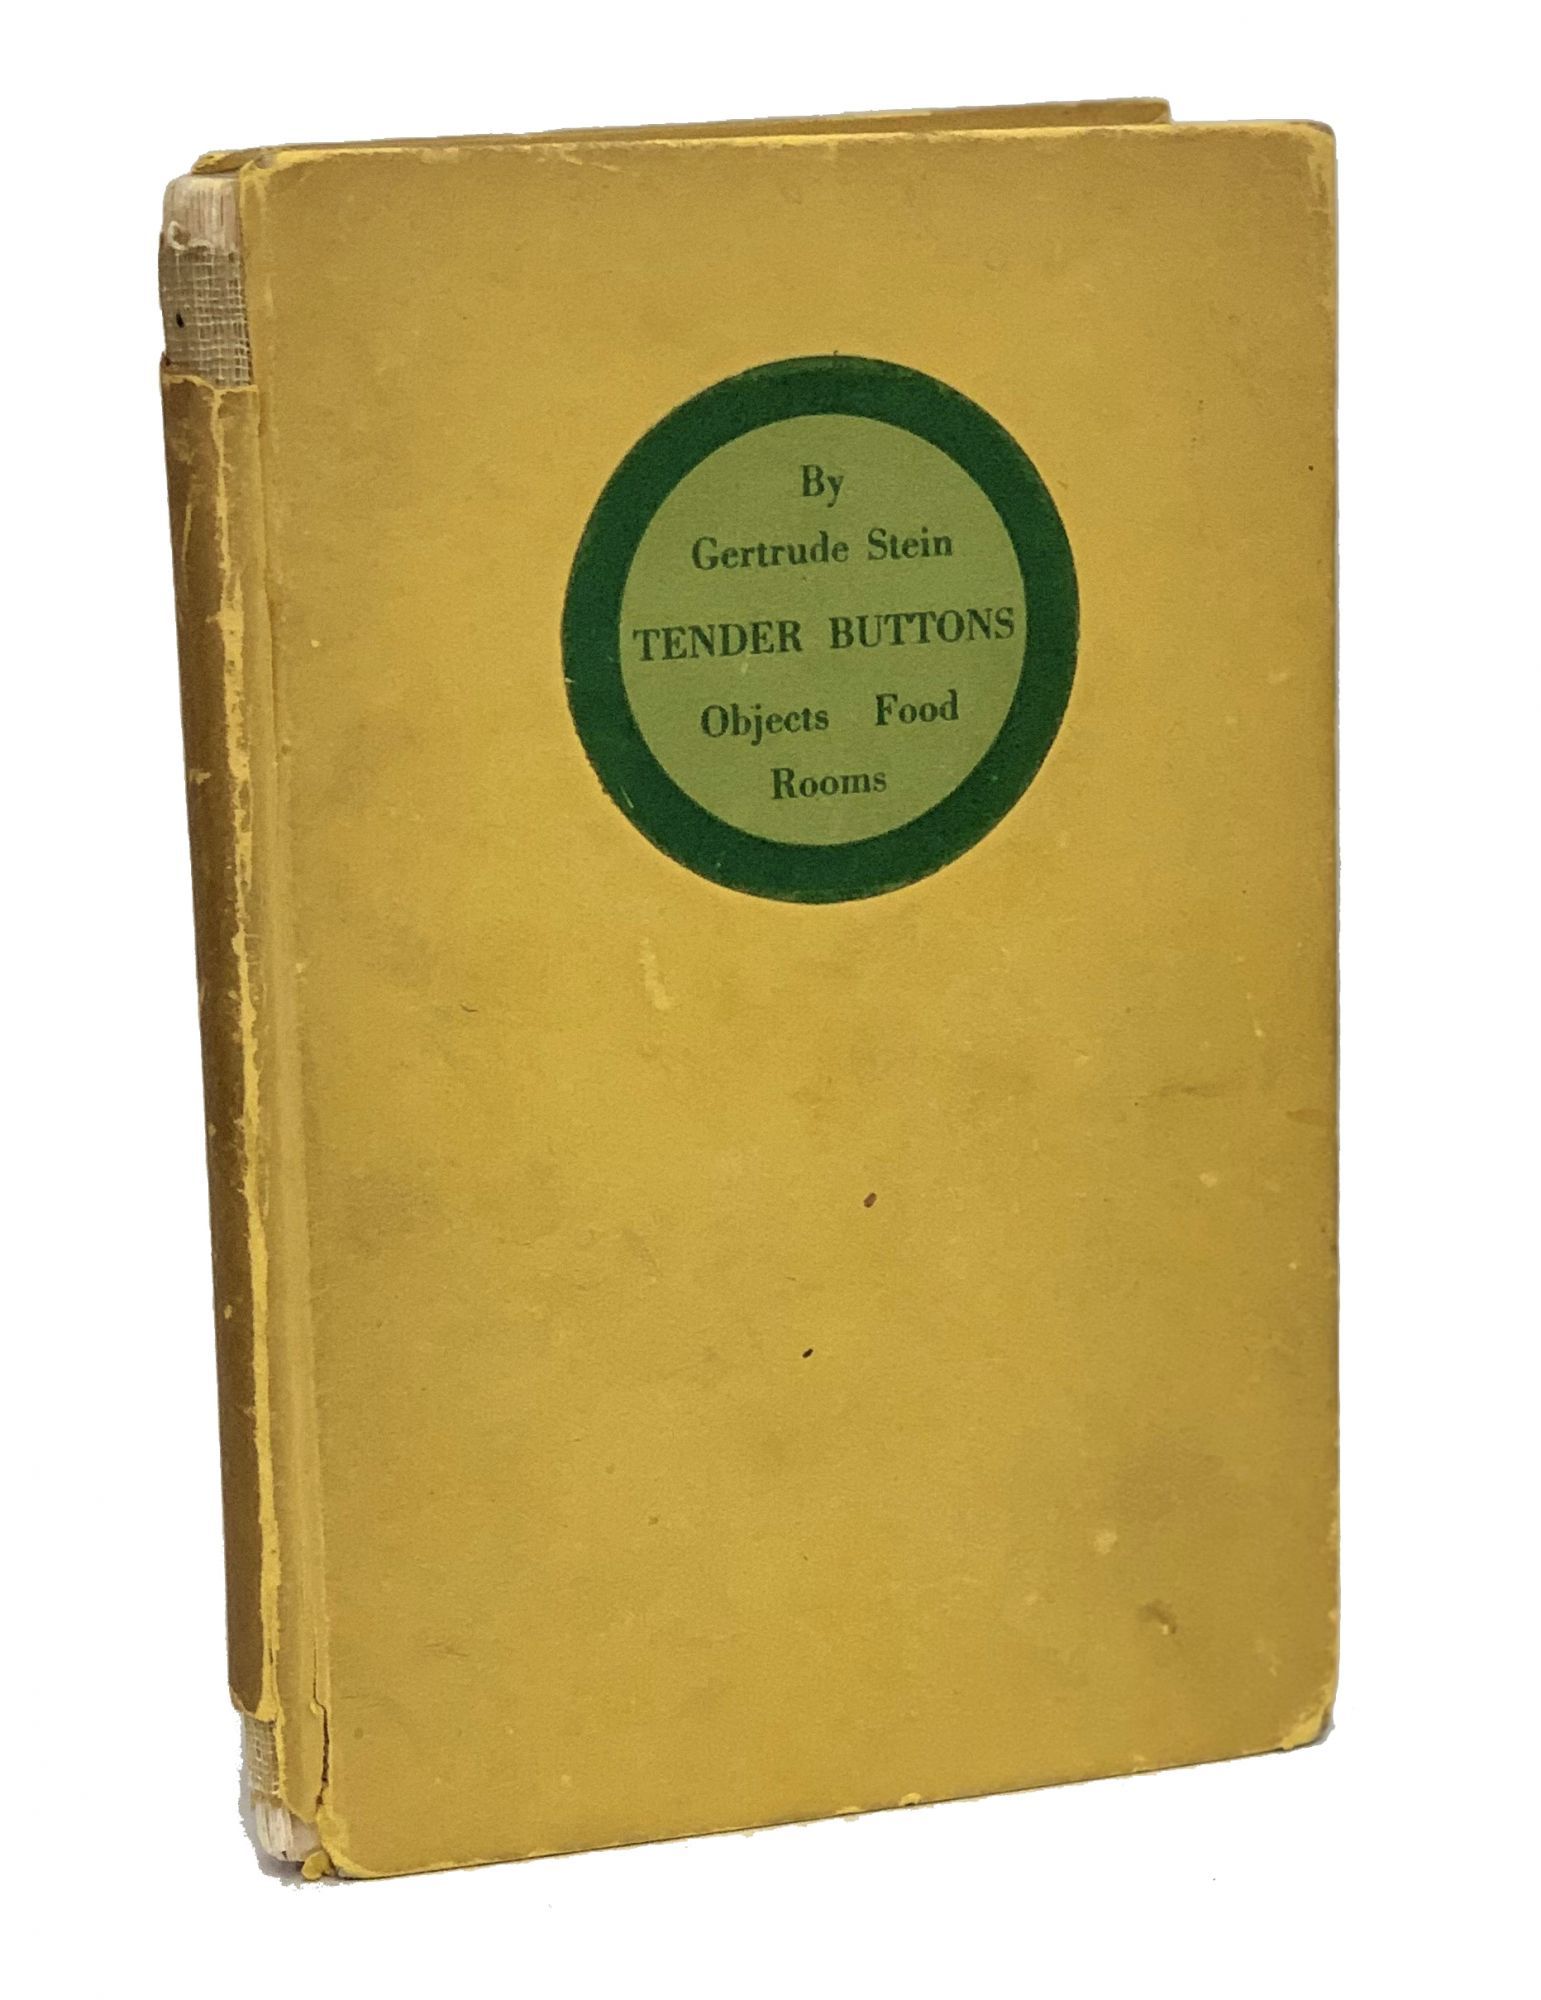 By
Gertrude Stein
TENDER BUTTONS
Objects Food
Rooms